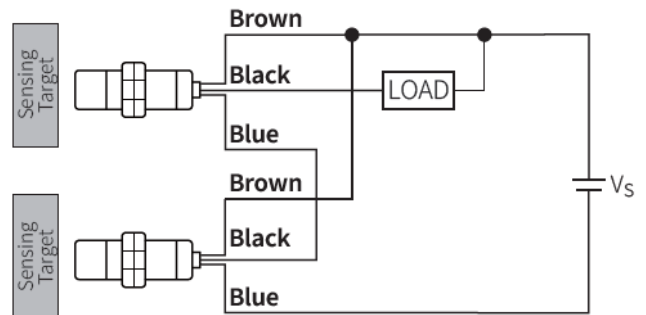 Brown
Sensing
Target
Black
LOAD
Blue
Brown
VS
Sensing
Target
Black
Blue